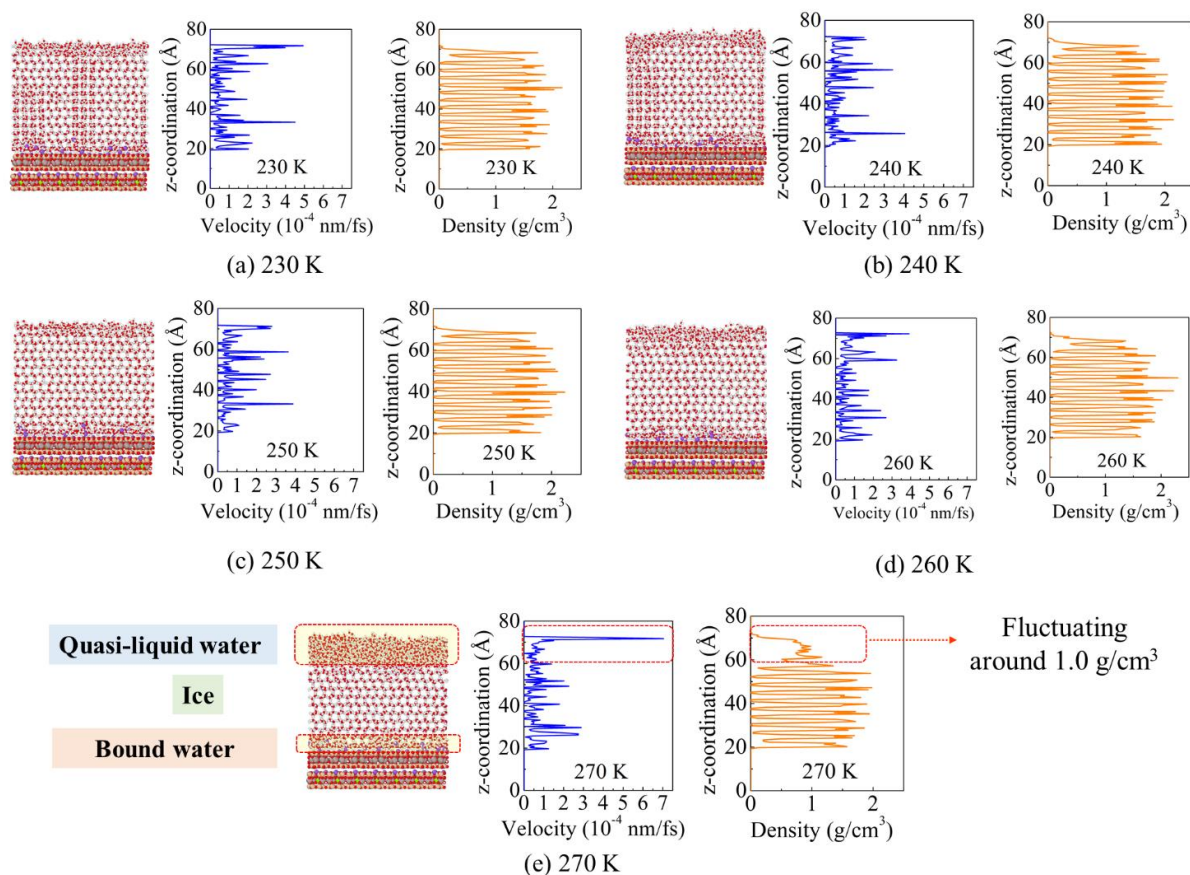 80
60
40
20
0
z-coordination (Å)
230 K
0 1 2 3 4 5 6 7
Velocity (10⁻⁴ nm/fs)
80
60
40
20
0
z-coordination (Å)
230 K
0 1 2
Density (g/cm³)
(a) 230 K
80
60
40
20
0
z-coordination (Å)
240 K
0 1 2 3 4 5 6 7
Velocity (10⁻⁴ nm/fs)
80
60
40
20
0
z-coordination (Å)
240 K
0 1 2
Density (g/cm³)
(b) 240 K
80
60
40
20
0
z-coordination (Å)
250 K
0 1 2 3 4 5 6 7
Velocity (10⁻⁴ nm/fs)
80
60
40
20
0
z-coordination (Å)
250 K
0 1 2
Density (g/cm³)
(c) 250 K
80
60
40
20
0
z-coordination (Å)
260 K
0 1 2 3 4 5 6 7
Velocity (10⁻⁴ nm/fs)
80
60
40
20
0
z-coordination (Å)
260 K
0 1 2
Density (g/cm³)
(d) 260 K
Quasi-liquid water
Ice
Bound water
80
60
40
20
0
z-coordination (Å)
270 K
0 1 2 3 4 5 6 7
Velocity (10⁻⁴ nm/fs)
80
60
40
20
0
z-coordination (Å)
270 K
0 1 2
Density (g/cm³)
Fluctuating
around 1.0 g/cm³
(e) 270 K